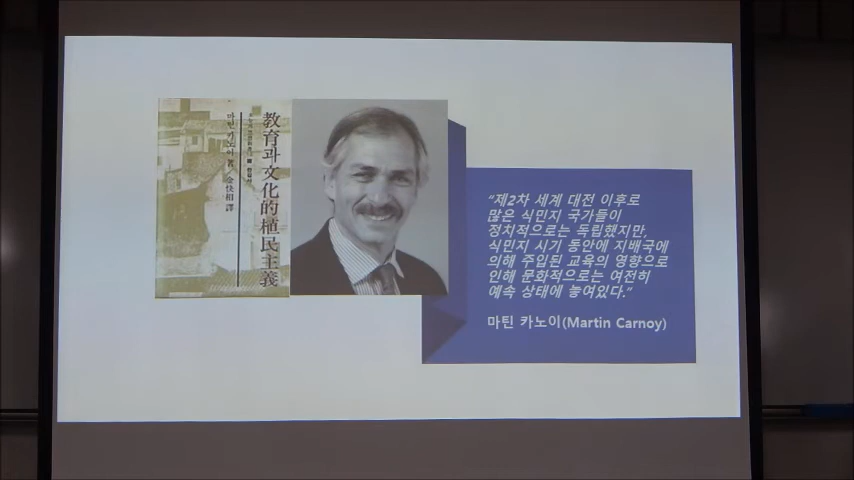 教育과 文化的 植民主義
마틴 카노이 著 / 金快相 譯
“제2차 세계 대전 이후로
많은 식민지 국가들이
정치적으로는 독립했지만,
식민지 시기 동안에 지배국에
의해 주입된 교육의 영향으로
인해 문화적으로는 여전히
예속 상태에 놓여있다.”
마틴 카노이(Martin Carnoy)